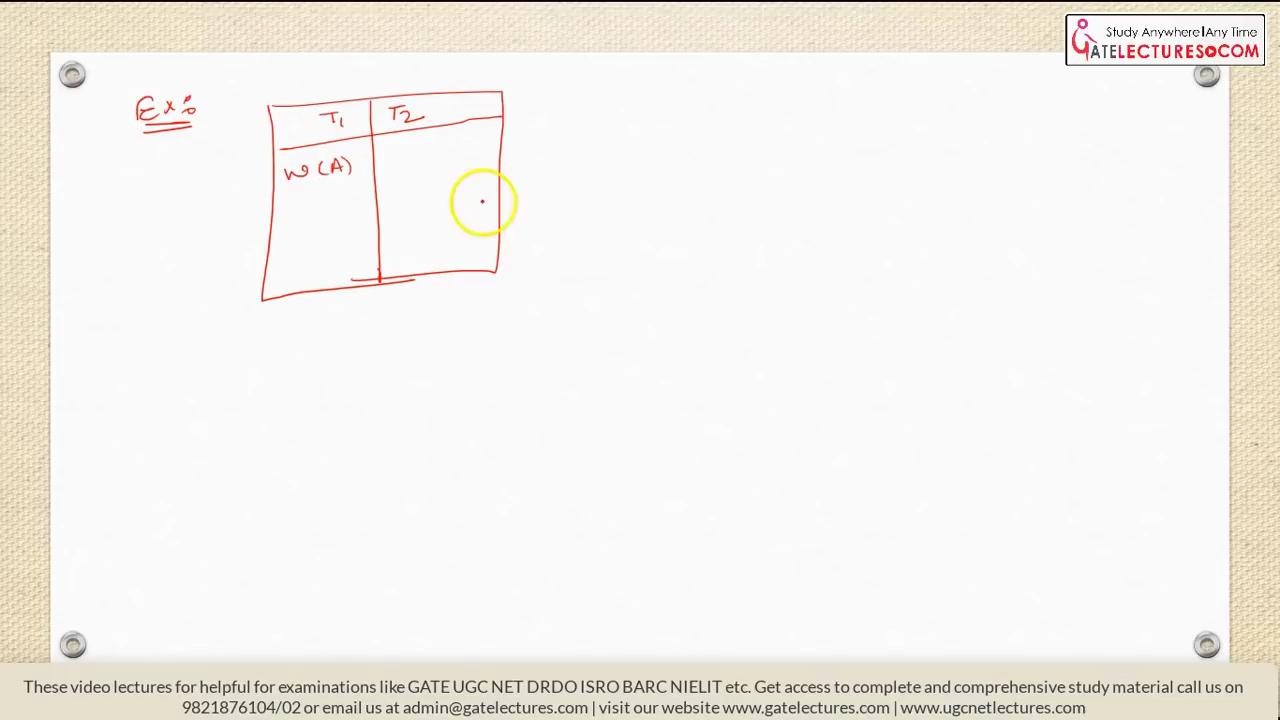 Study Anywhere|Any Time
GATELECTURES.COM
Ex:
T1 T2
W(A)
These video lectures for helpful for examinations like GATE UGC NET DRDO ISRO BARC NIELIT etc. Get access to complete and comprehensive study material call us on
9821876104/02 or email us at admin@gatelectures.com | visit our website www.gatelectures.com | www.ugcnetlectures.com